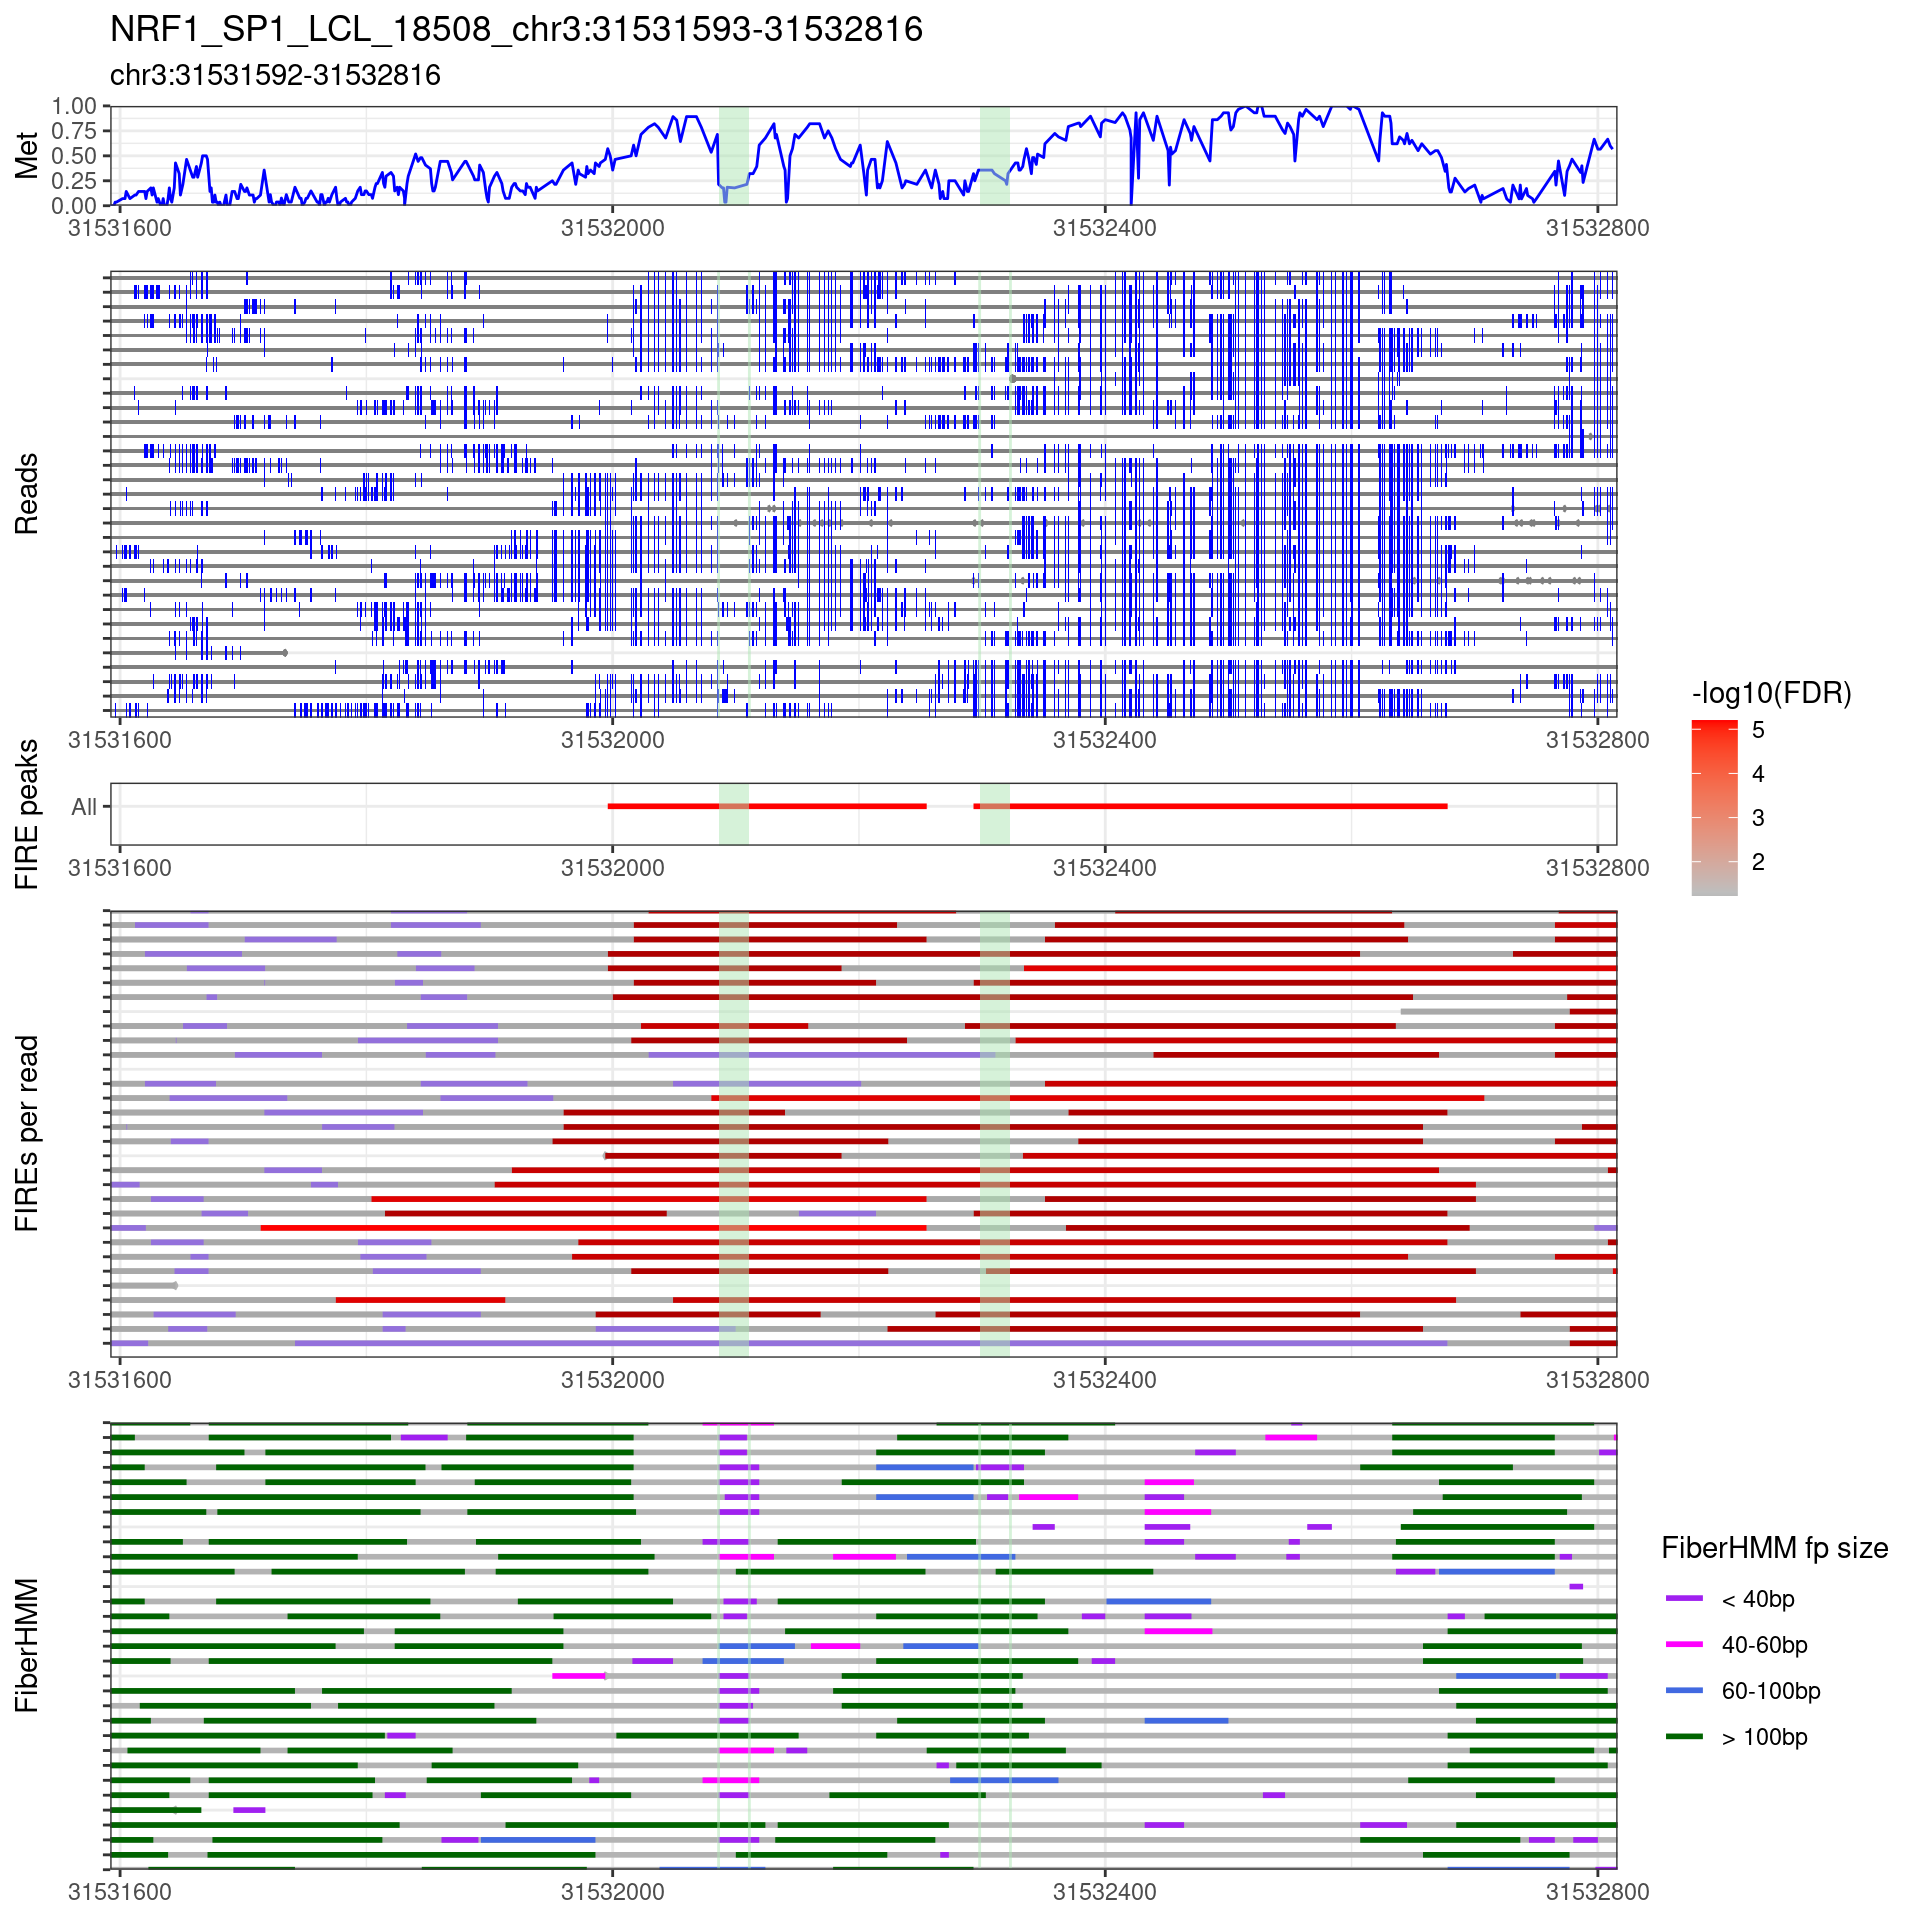 NRF1_SP1_LCL_18508_chr3:31531593-31532816
chr3:31531592-31532816
Met
1.00
0.75
0.50
0.25
0.00
31531600 31532000 31532400 31532800
Reads
31531600 31532000 31532400 31532800
FIRE peaks
All
31531600 31532000 31532400 31532800
-log10(FDR)
5
4
3
2
FIREs per read
31531600 31532000 31532400 31532800
FiberHMM
31531600 31532000 31532400 31532800
FiberHMM fp size
< 40bp
40-60bp
60-100bp
> 100bp